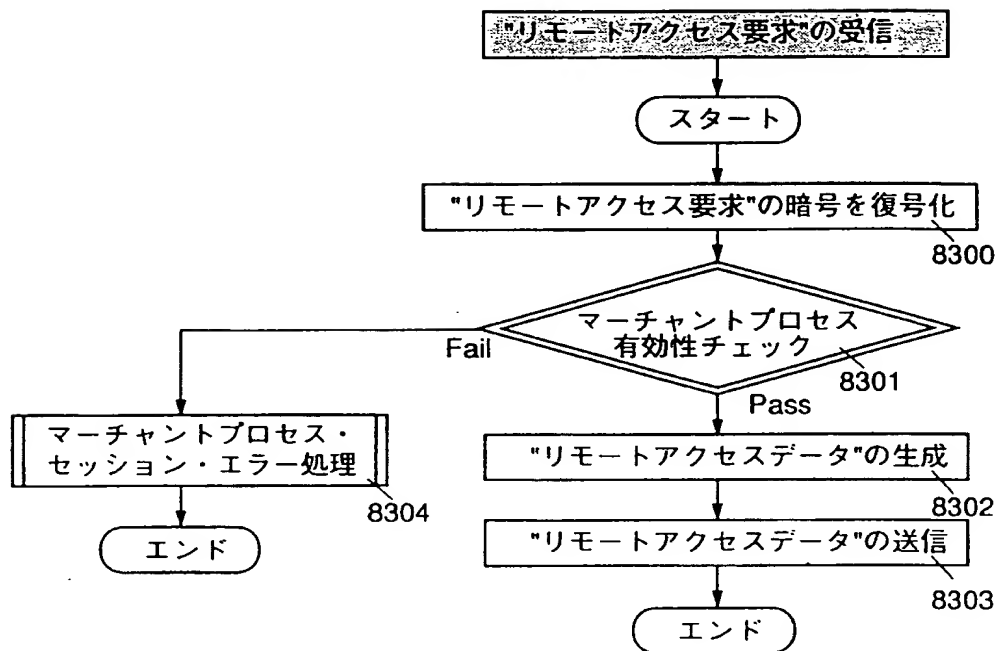 "リモートアクセス要求"の受信
スタート
"リモートアクセス要求"の暗号を復号化
8300
マーチャントプロセス
有効性チェック
8301
Fail
Pass
マーチャントプロセス・
セッション・エラー処理
8304
エンド
"リモートアクセスデータ"の生成
8302
"リモートアクセスデータ"の送信
8303
エンド